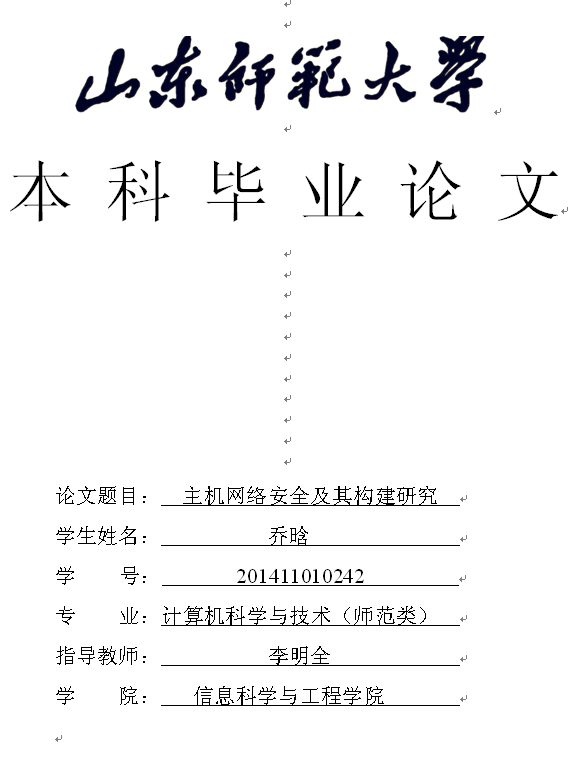 山东师范大学
本科毕业论文
论文题目：主机网络安全及其构建研究
学生姓名：乔晗
学 号：201411010242
专 业：计算机科学与技术（师范类）
指导教师：李明全
学 院：信息科学与工程学院